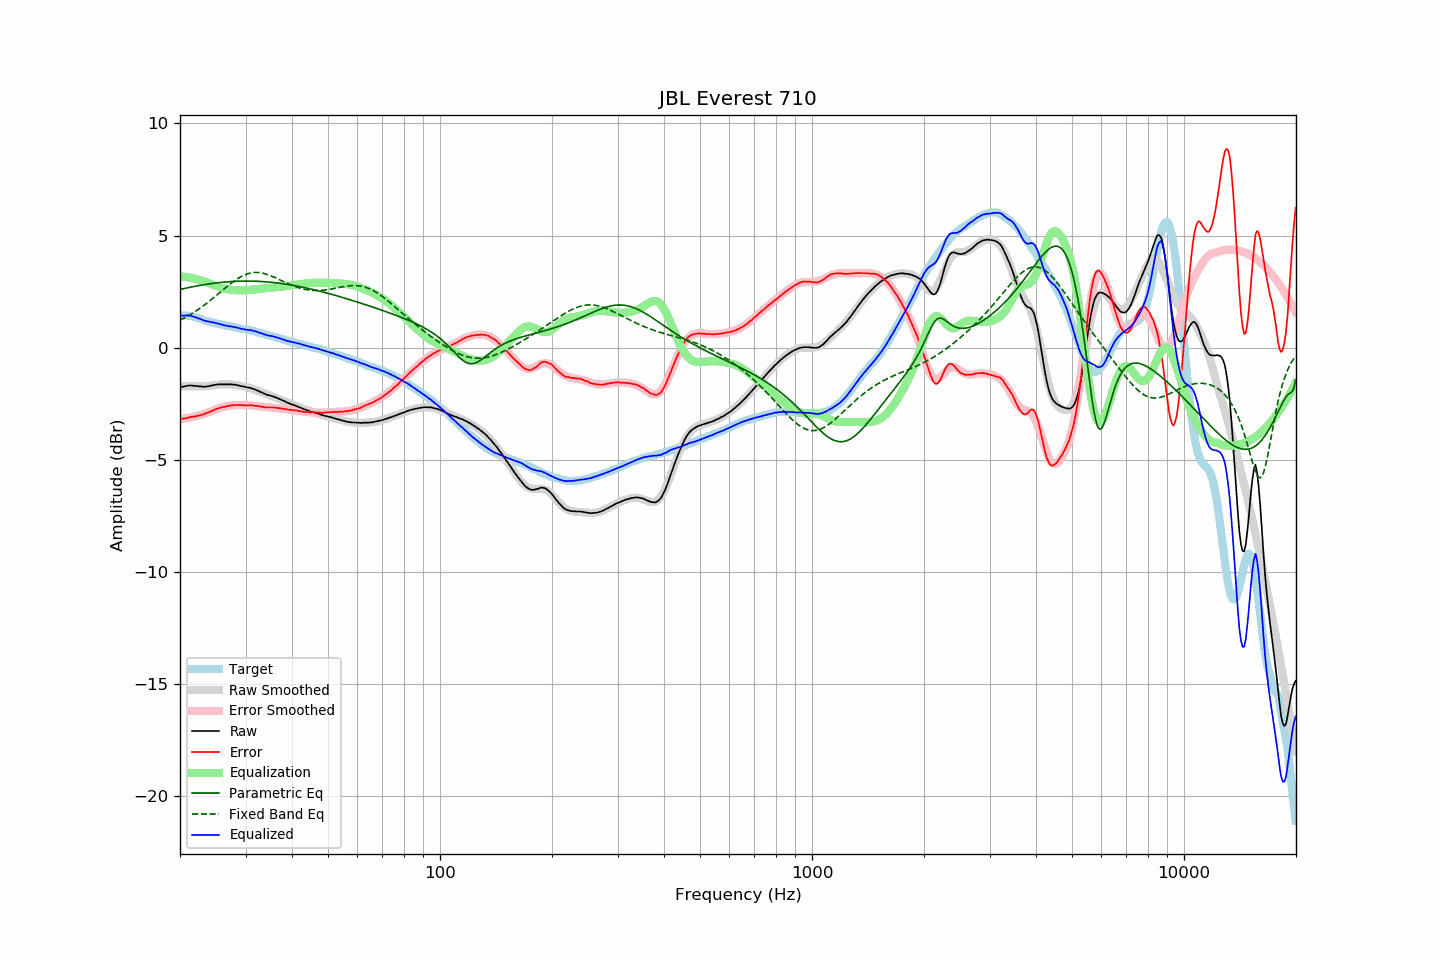 JBL Everest 710
Amplitude (dBr)
10
5
0
−5
−10
−15
−20
Target
Raw Smoothed
Error Smoothed
Raw
Error
Equalization
Parametric Eq
Fixed Band Eq
Equalized
100
1000
10000
Frequency (Hz)